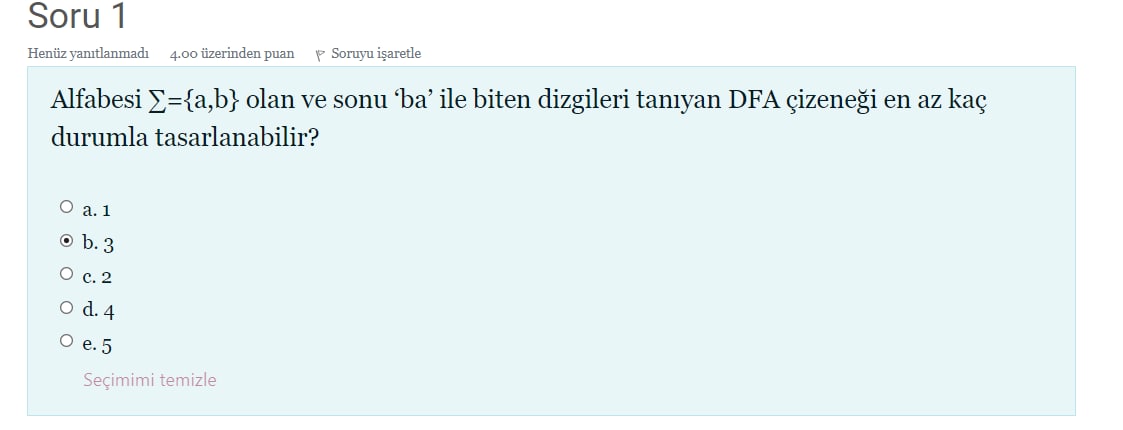 Soru 1
Henüz yanıtlanmadı 4.00 üzerinden puan Soruyu işaretle
Alfabesi ∑={a,b} olan ve sonu ‘ba’ ile biten dizgileri tanıyan DFA çizeneği en az kaç
durumla tasarlanabilir?
a. 1
b. 3
c. 2
d. 4
e. 5
Seçimimi temizle